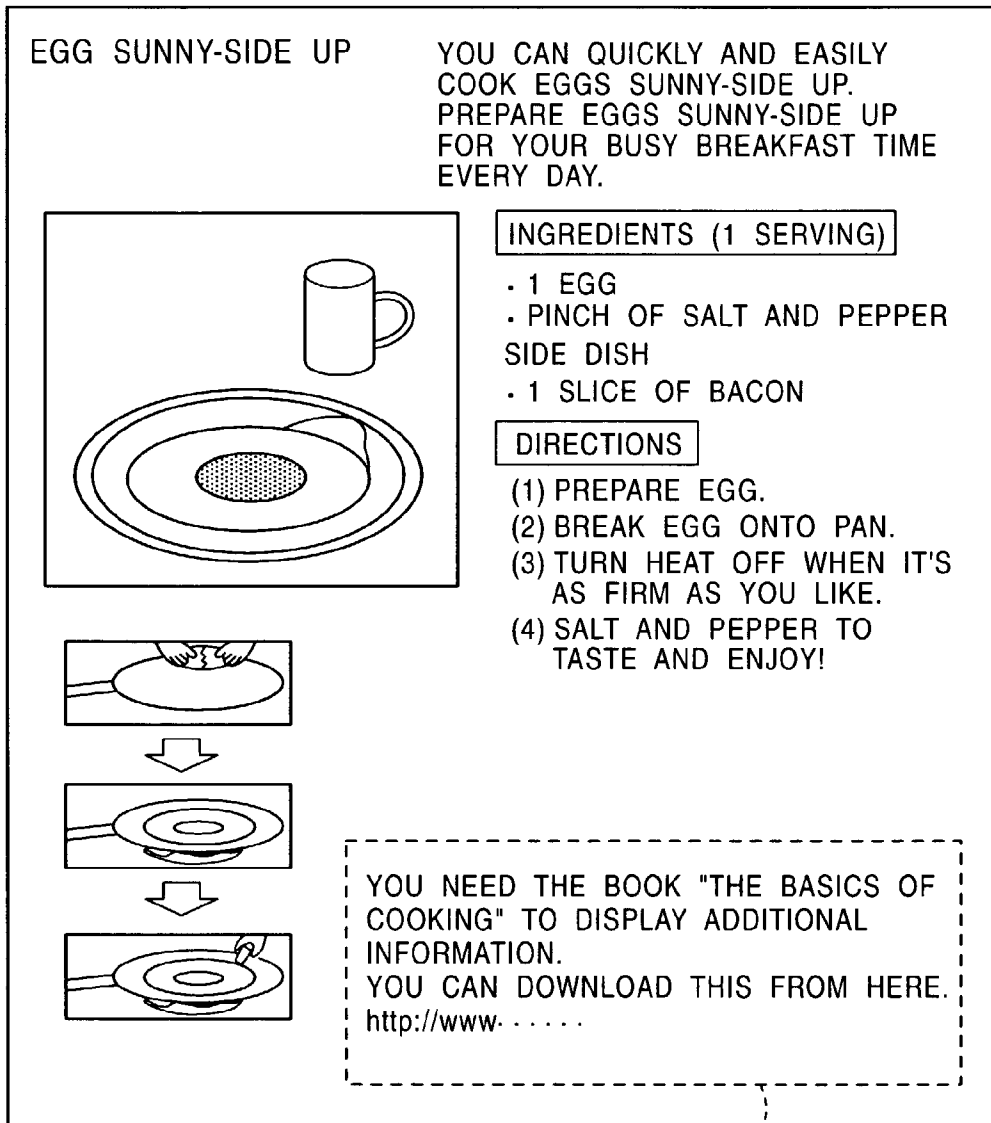 EGG SUNNY-SIDE UP
YOU CAN QUICKLY AND EASILY
COOK EGGS SUNNY-SIDE UP.
PREPARE EGGS SUNNY-SIDE UP
FOR YOUR BUSY BREAKFAST TIME
EVERY DAY.
INGREDIENTS (1 SERVING)
· 1 EGG
· PINCH OF SALT AND PEPPER
SIDE DISH
· 1 SLICE OF BACON
DIRECTIONS
(1) PREPARE EGG.
(2) BREAK EGG ONTO PAN.
(3) TURN HEAT OFF WHEN IT'S
AS FIRM AS YOU LIKE.
(4) SALT AND PEPPER TO
TASTE AND ENJOY!
YOU NEED THE BOOK "THE BASICS OF
COOKING" TO DISPLAY ADDITIONAL
INFORMATION.
YOU CAN DOWNLOAD THIS FROM HERE.
http://www· · · · · ·